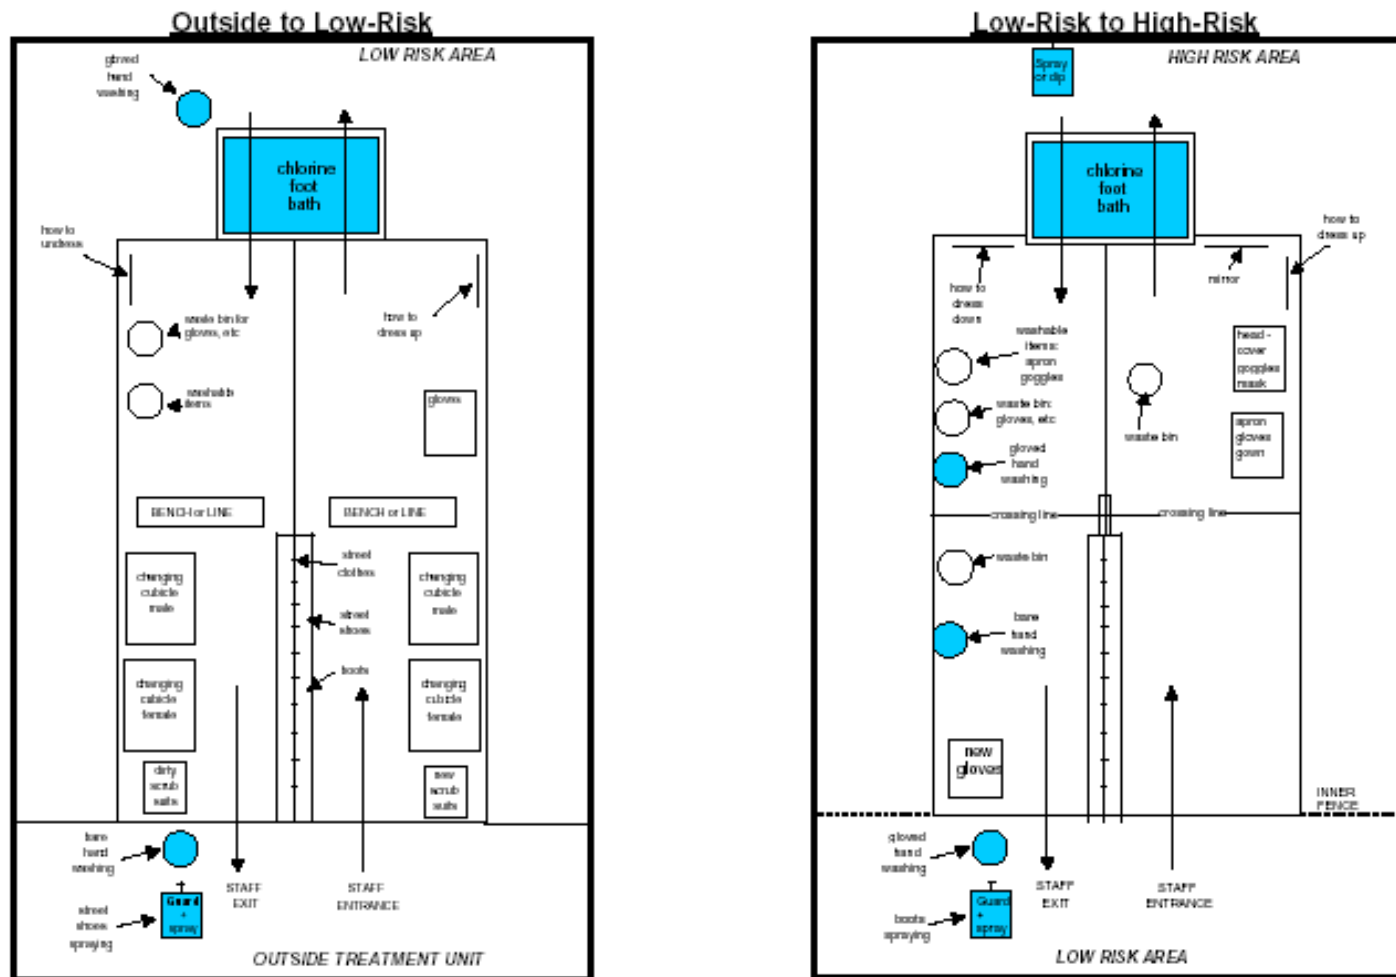 Outside to Low-Risk
LOW RISK AREA
gloved
hand
washing
chlorine
foot
bath
how to
undress
waste bin for
gloves, etc
how to
dress up
washable
items
gloves
BENCH or LINE
BENCH or LINE
street
clothes
changing
cubicle
male
changing
cubicle
male
street
shoes
boots
changing
cubicle
female
changing
cubicle
female
dirty
scrub
suits
new
scrub
suits
bare
hand
washing
STAFF
EXIT
STAFF
ENTRANCE
street
shoes
spraying
Guard
+
spray
OUTSIDE TREATMENT UNIT
Low-Risk to High-Risk
HIGH RISK AREA
Spray
or dip
chlorine
foot
bath
how to
dress up
mirror
how to
dress
down
washable
items:
apron
goggles
head -
cover
goggles
mask
waste bin:
gloves, etc
waste bin
apron
gloves
gown
gloved
hand
washing
crossing line
crossing line
waste bin
bare
hand
washing
new
gloves
INNER
FENCE
gloved
hand
washing
STAFF
EXIT
STAFF
ENTRANCE
boots
spraying
Guard
+
spray
LOW RISK AREA